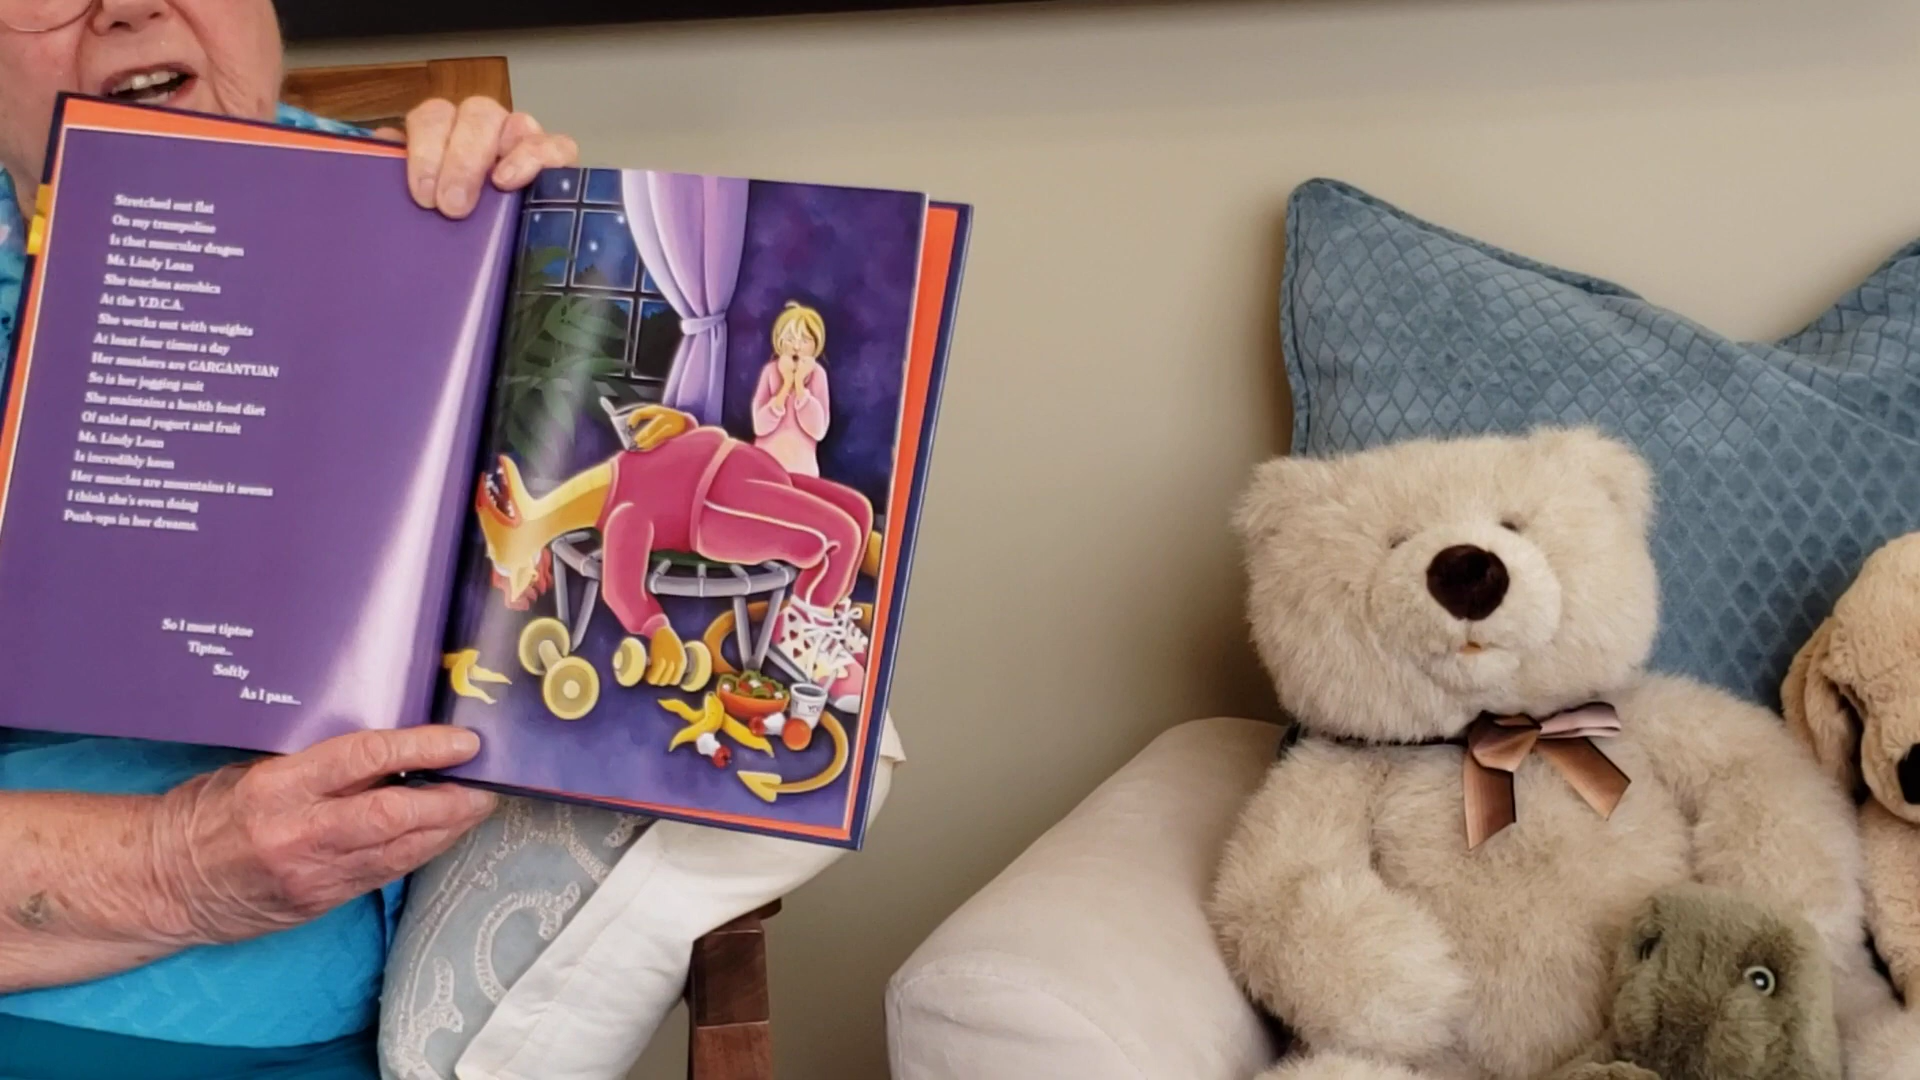 Stretched out flat
On my trampoline
Is that muscular dragon
Ms. Lindy Loan
She teaches aerobics
At the Y.D.C.A.
She works out with weights
At least four times a day
Her sneakers are GARGANTUAN
So is her jogging suit
She maintains a health food diet
Of salad and yogurt and fruit
Ms. Lindy Loan
Is incredibly keen
Her muscles are mountains it seems
I think she's even doing
Push-ups in her dreams.
So I must tiptoe
Tiptoe...
Softly
As I pass...